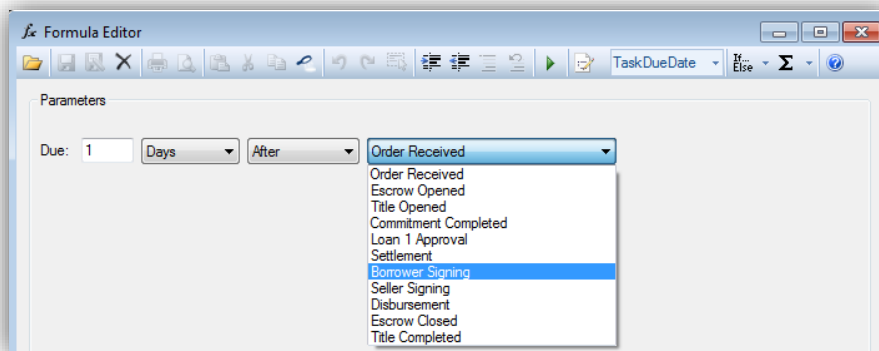 fx Formula Editor
TaskDueDate If... Else Σ ?
Parameters
Due: 1 Days After Order Received
Order Received
Escrow Opened
Title Opened
Commitment Completed
Loan 1 Approval
Settlement
Borrower Signing
Seller Signing
Disbursement
Escrow Closed
Title Completed